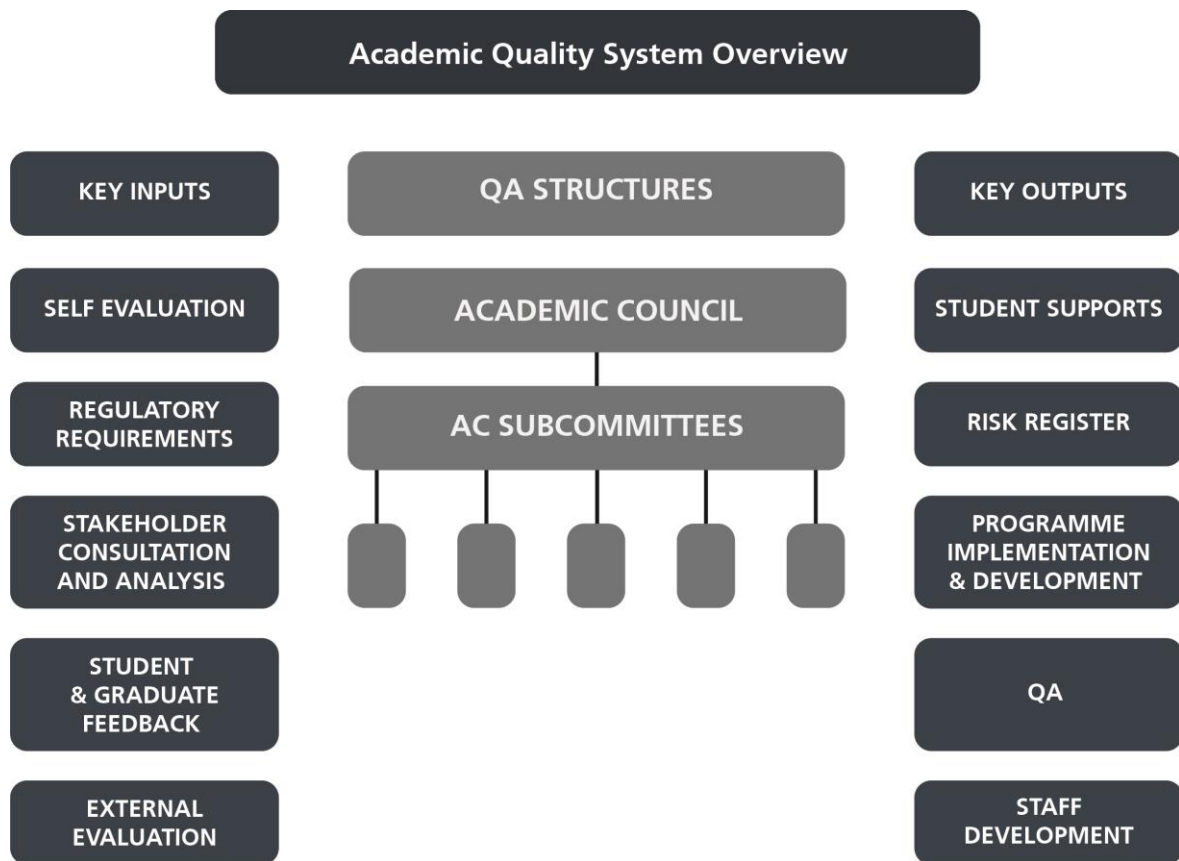 Academic Quality System Overview
KEY INPUTS
QA STRUCTURES
KEY OUTPUTS
SELF EVALUATION
ACADEMIC COUNCIL
STUDENT SUPPORTS
REGULATORY
REQUIREMENTS
AC SUBCOMMITTEES
RISK REGISTER
STAKEHOLDER
CONSULTATION
AND ANALYSIS
PROGRAMME
IMPLEMENTATION
& DEVELOPMENT
STUDENT
& GRADUATE
FEEDBACK
QA
EXTERNAL
EVALUATION
STAFF
DEVELOPMENT